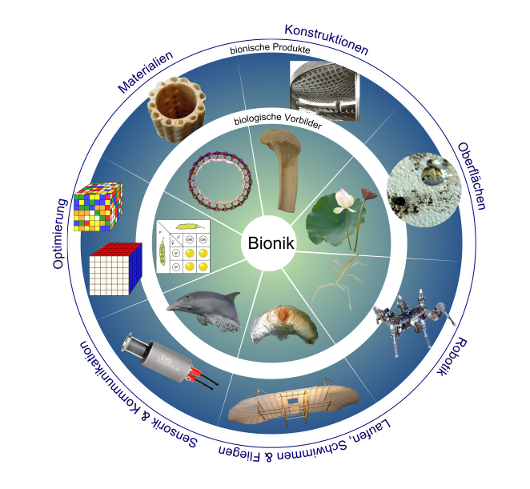 Konstruktionen
bionische Produkte
Materialien
Oberflächen
biologische Vorbilder
Optimierung
Bionik
Robotik
Sensorik & Kommunikation
Laufen, Schwimmen & Fliegen